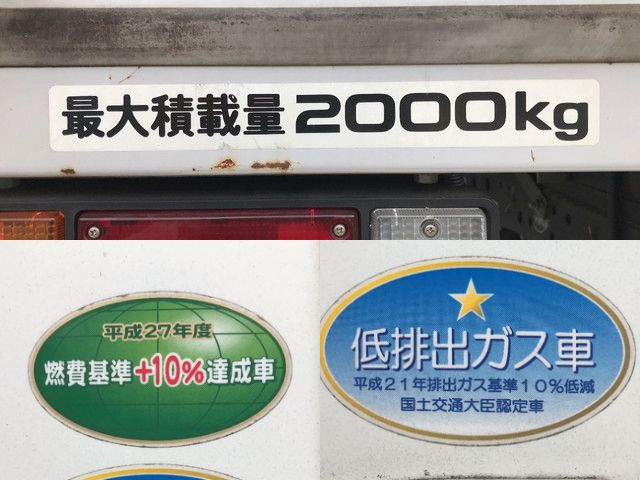 最大積載量 2000kg
平成27年度
燃費基準+10%達成車
低排出ガス車
平成21年排出ガス基準10%低減
国土交通大臣認定車